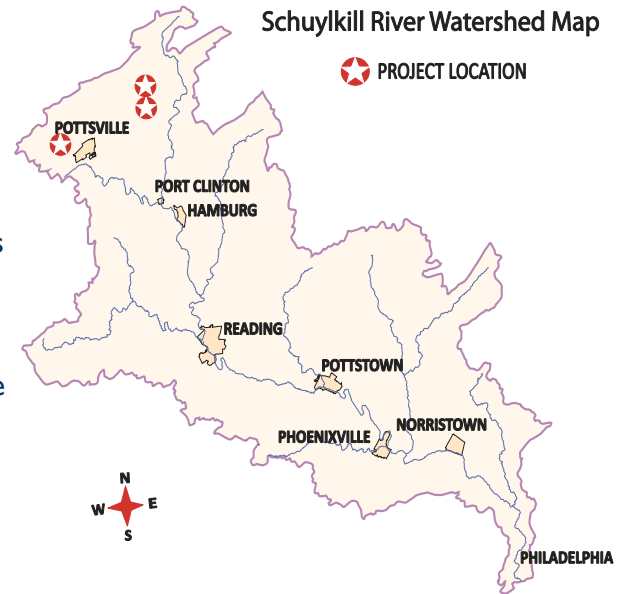 Schuylkill River Watershed Map
PROJECT LOCATION
POTTSVILLE
PORT CLINTON
HAMBURG
s
READING
POTTSTOWN
e
NORRISTOWN
PHOENIXVILLE
N
W E
S
PHILADELPHIA